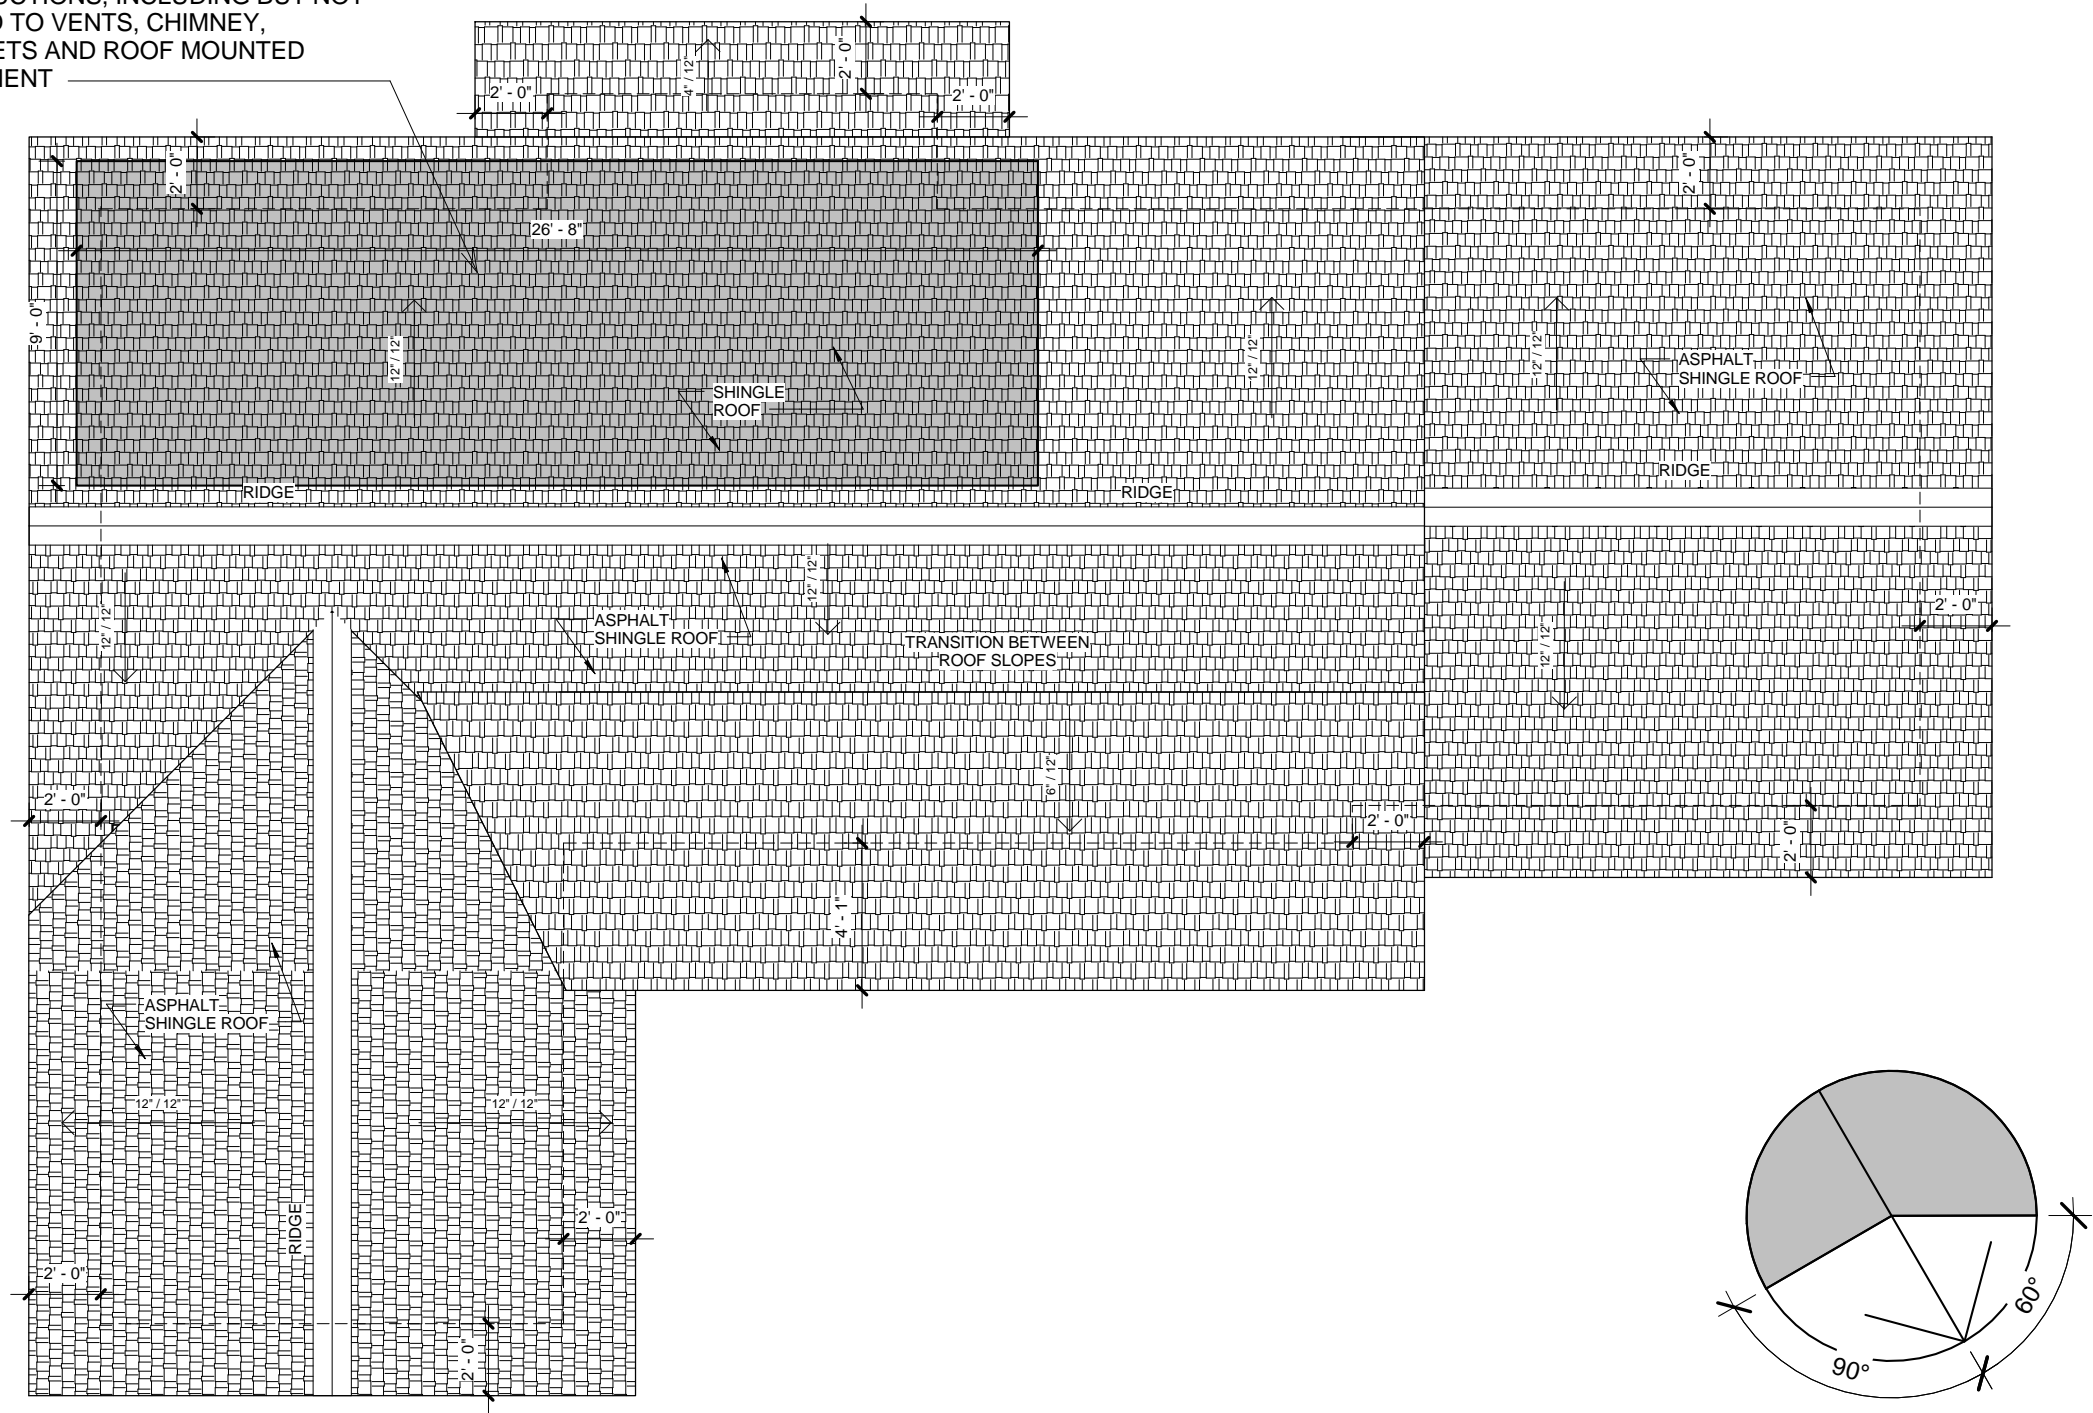 TO VENTS, CHIMNEY,
AND ROOF MOUNTED
2' - 0"
4" / 12"
2' - 0"
2' - 0"
2' - 0"
2' - 0"
26' - 8"
9' - 0"
12" / 12"
12" / 12"
12" / 12"
SHINGLE
ROOF
ASPHALT
SHINGLE ROOF
RIDGE
RIDGE
RIDGE
12" / 12"
12" / 12"
ASPHALT
SHINGLE ROOF
TRANSITION BETWEEN
ROOF SLOPES
12" / 12"
2' - 0"
6" / 12"
2' - 0"
2' - 0"
2' - 0"
4' - 1"
ASPHALT
SHINGLE ROOF
12" / 12"
12" / 12"
RIDGE
2' - 0"
2' - 0"
2' - 0"
60°
90°